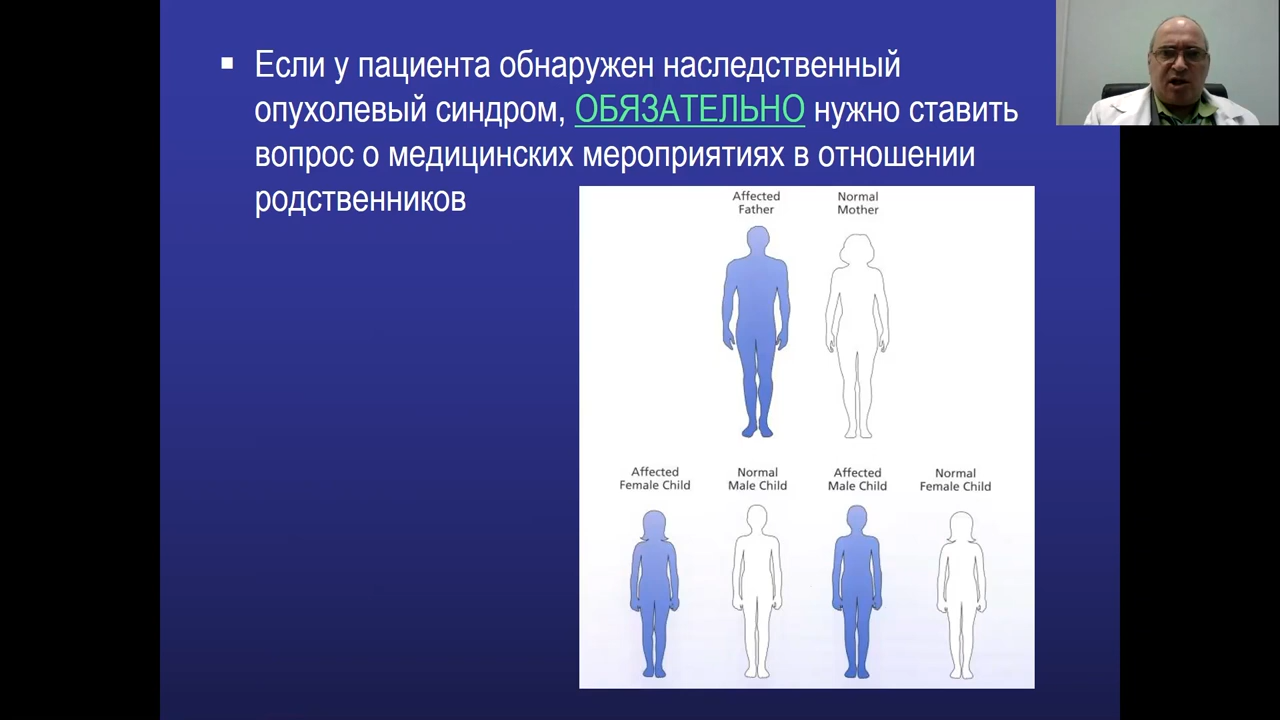 Если у пациента обнаружен наследственный
опухолевый синдром, ОБЯЗАТЕЛЬНО нужно ставить
вопрос о медицинских мероприятиях в отношении
родственников
Affected
Father
Normal
Mother
Affected
Female Child
Normal
Male Child
Affected
Male Child
Normal
Female Child